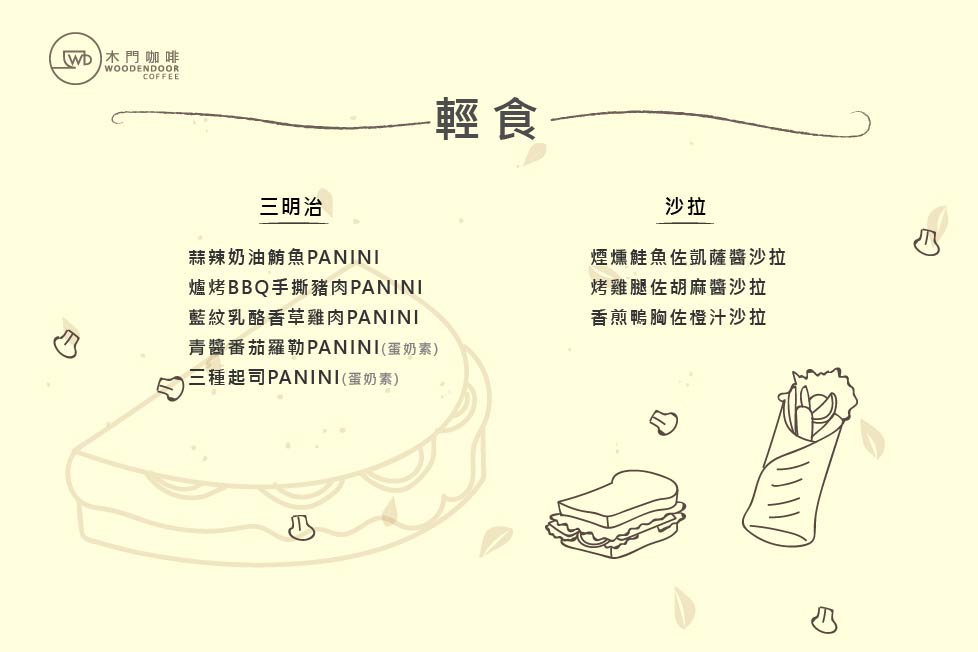 WD
木門咖啡
WOODENDOOR
COFFEE
輕食
三明治
蒜辣奶油鮪魚PANINI
爐烤BBQ手撕豬肉PANINI
藍紋乳酪香草雞肉PANINI
青醬番茄羅勒PANINI(蛋奶素)
三種起司PANINI(蛋奶素)
沙拉
煙燻鮭魚佐凱薩醬沙拉
烤雞腿佐胡麻醬沙拉
香煎鴨胸佐橙汁沙拉